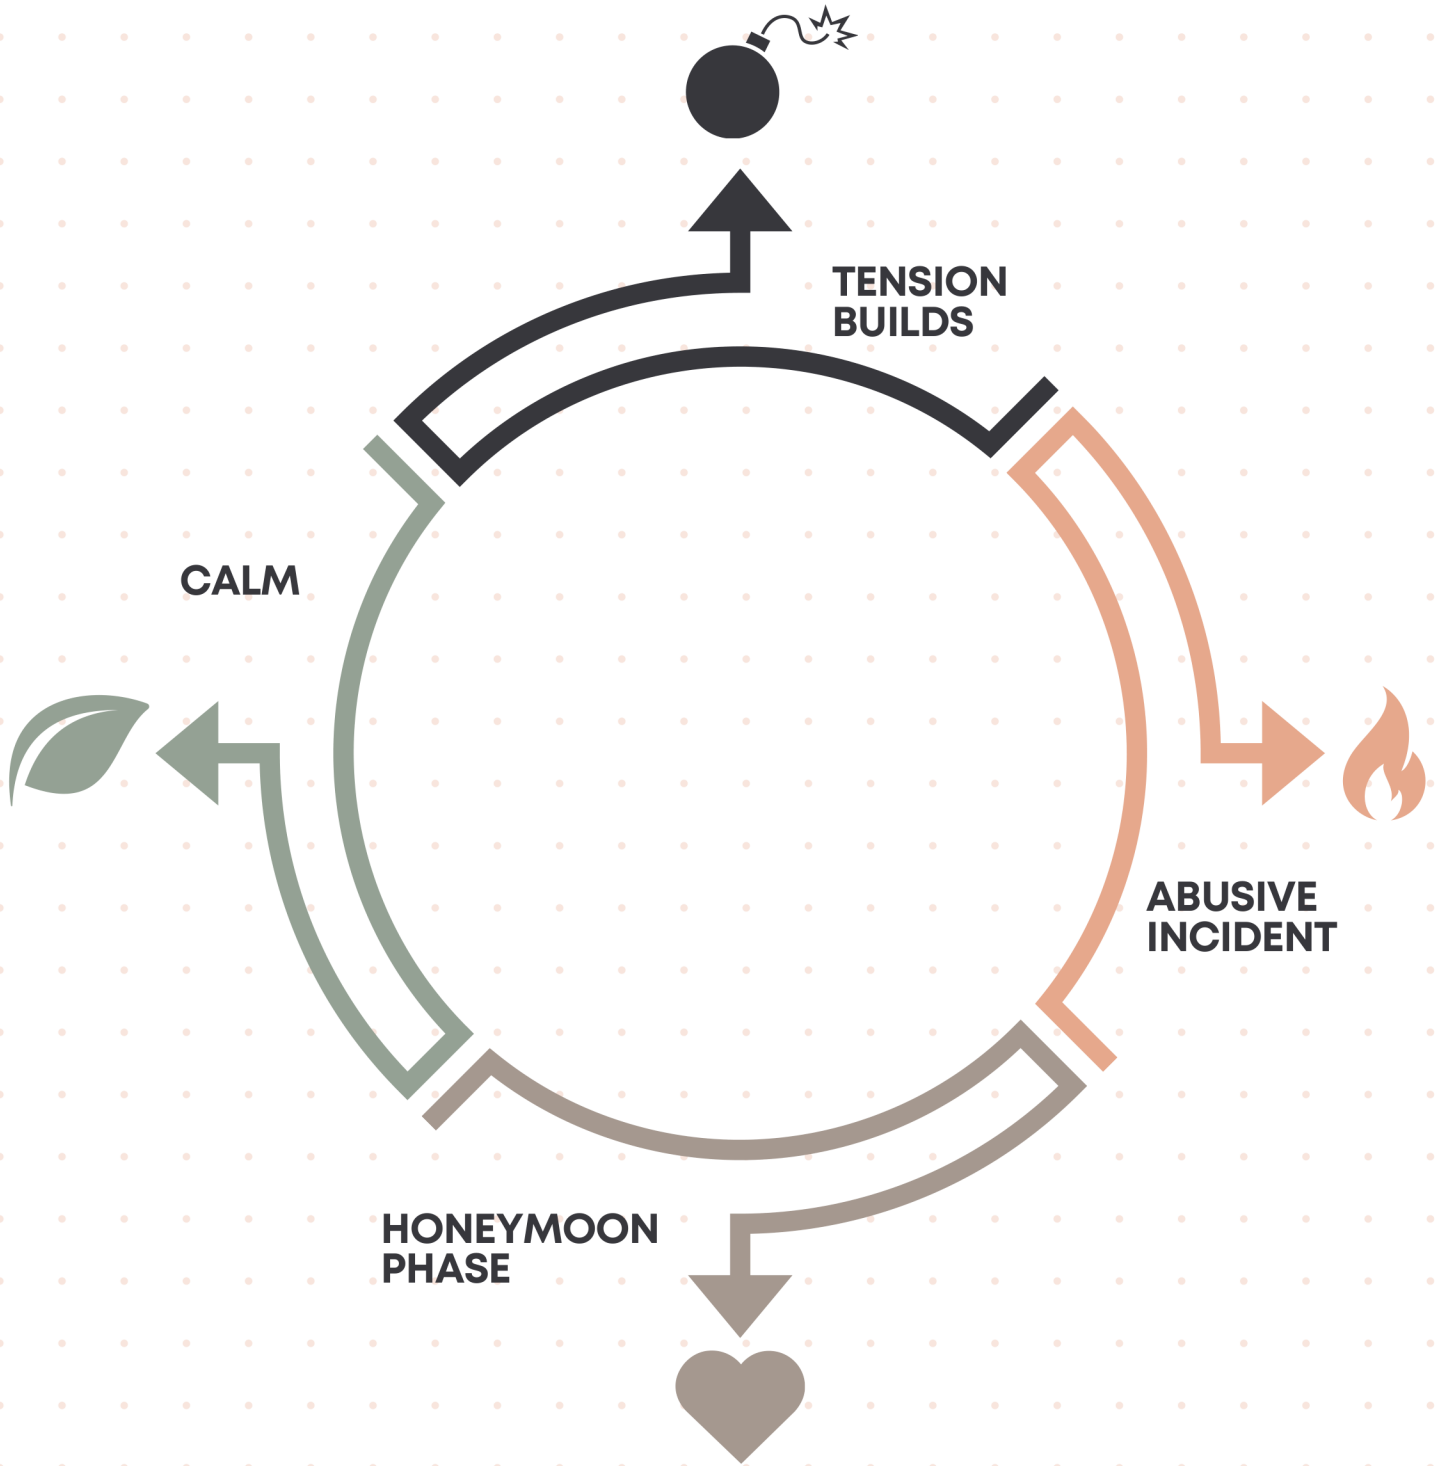 TENSION
BUILDS
CALM
ABUSIVE
INCIDENT
HONEYMOON
PHASE